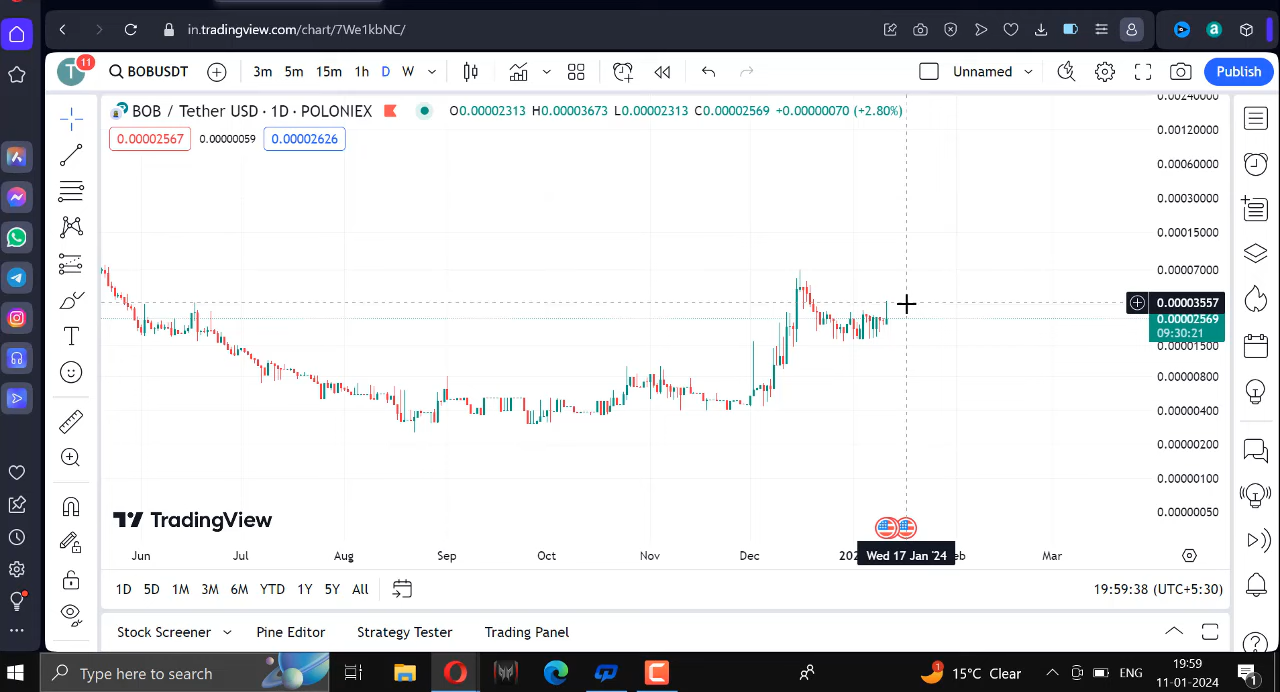 in.tradingview.com/chart/7We1kbNC/
T
11
BOBUSDT
3m 5m 15m 1h D W
Unnamed
Publish
BOB / Tether USD · 1D · POLONIEX O0.00002313 H0.00003673 L0.00002313 C0.00002569 +0.00000070 (+2.80%)
0.00002567 0.00000059 0.00002626
0.00240000
0.00120000
0.00060000
0.00030000
0.00015000
0.00007000
0.00003557
0.00002569
09:30:21
0.00001500
0.00000800
0.00000400
0.00000200
0.00000100
0.00000050
TradingView
Jun Jul Aug Sep Oct Nov Dec Mar
Wed 17 Jan '24
1D 5D 1M 3M 6M YTD 1Y 5Y All
19:59:38 (UTC+5:30)
Stock Screener Pine Editor Strategy Tester Trading Panel
Type here to search
1
15°C Clear
ENG
19:59
11-01-2024
1